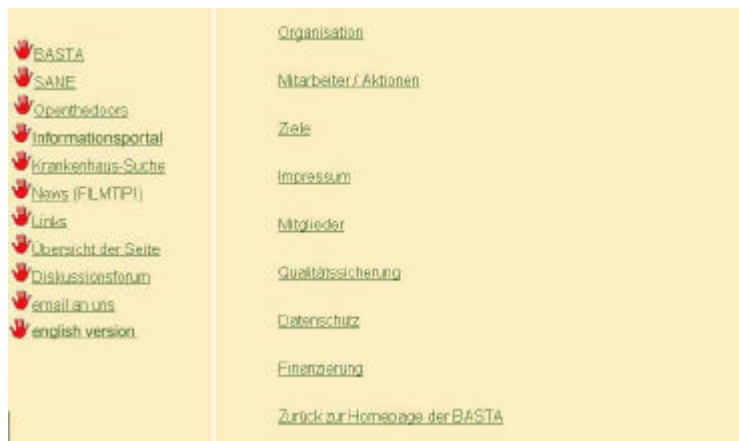 BASTA
SANE
Openthedoors
Informationsportal
Krankenhaus-Suche
News (FILMTIP!)
Links
Übersicht der Seite
Diskussionsforum
email an uns
english version
Organisation
Mitarbeiter / Aktionen
Ziele
Impressum
Mitglieder
Qualitätssicherung
Datenschutz
Finanzierung
Zurück zur Homepage der BASTA